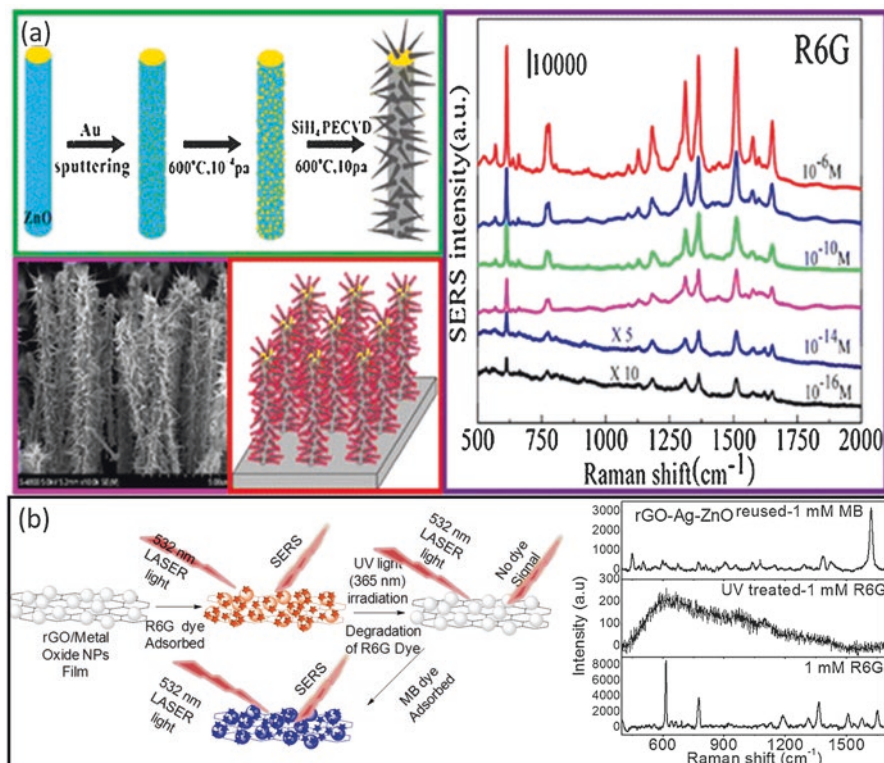 (a)
ZnO
Au
sputtering
600°C,10⁻⁴pa
SiH₄ PECVD
600°C,10pa
R6G
10000
SERS intensity(a.u.)
10⁻⁶M
10⁻¹⁰M
X 5
10⁻¹⁴M
X 10
10⁻¹⁶M
500 750 1000 1250 1500 1750 2000
Raman shift(cm⁻¹)
(b)
532 nm
LASER
light
SERS
UV light
(365 nm)
irradiation
532 nm
LASER
light
No dye
Signal
rGO/Metal
Oxide NPs
Film
R6G dye
Adsorbed
Degradation
of R6G Dye
532 nm
LASER
light
SERS
MB dye
Adsorbed
rGO-Ag-ZnO reused-1 mM MB
3000
2000
1000
0
UV treated-1 mM R6G
300
200
100
0
1 mM R6G
8000
6000
4000
2000
0
Intensity (a.u)
600 900 1200 1500
Raman shift (cm⁻¹)